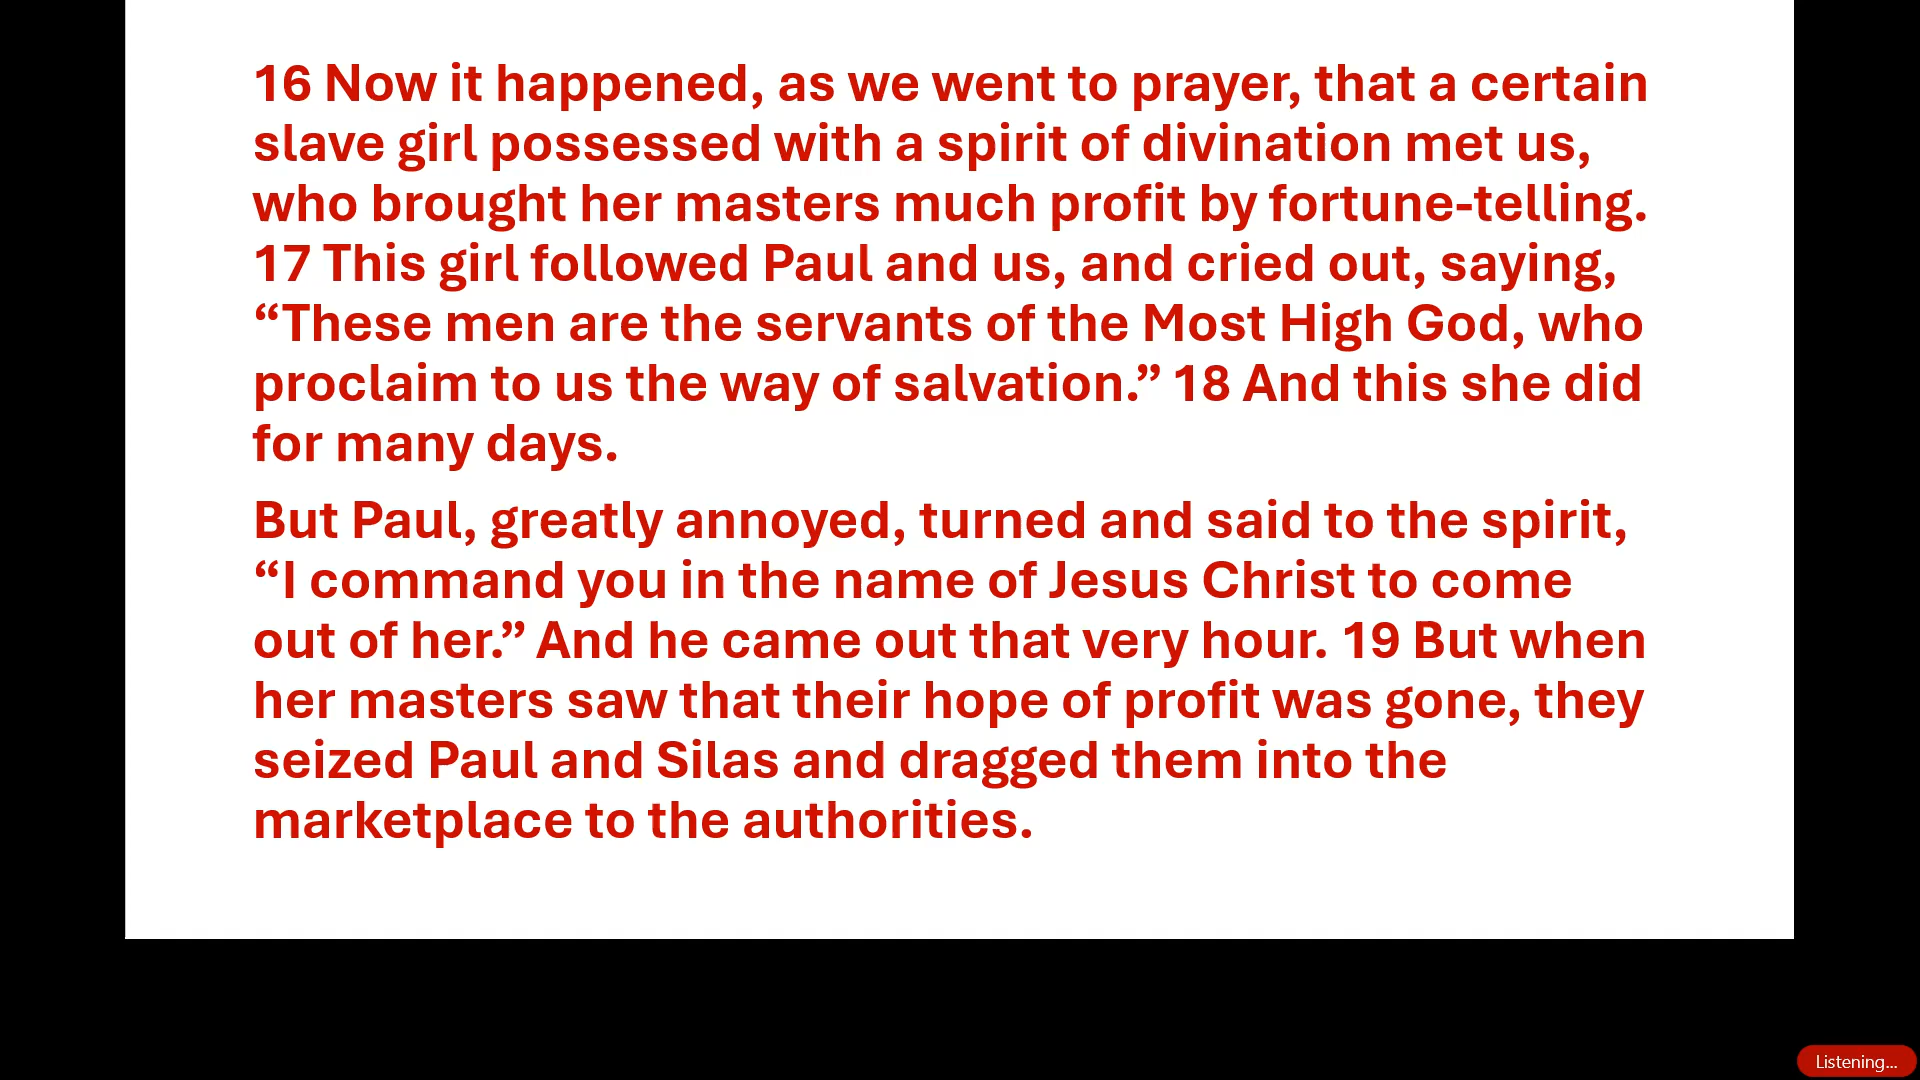 16 Now it happened, as we went to prayer, that a certain
slave girl possessed with a spirit of divination met us,
who brought her masters much profit by fortune-telling.
17 This girl followed Paul and us, and cried out, saying,
“These men are the servants of the Most High God, who
proclaim to us the way of salvation.” 18 And this she did
for many days.
But Paul, greatly annoyed, turned and said to the spirit,
“I command you in the name of Jesus Christ to come
out of her.” And he came out that very hour. 19 But when
her masters saw that their hope of profit was gone, they
seized Paul and Silas and dragged them into the
marketplace to the authorities.
Listening...